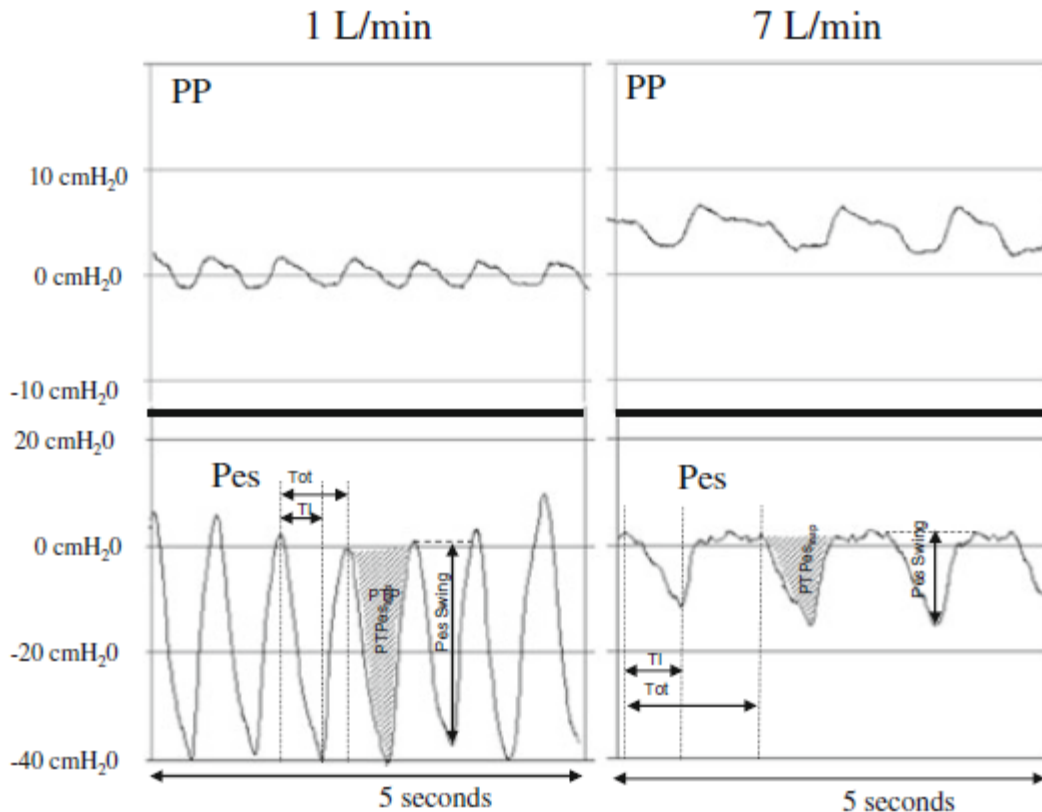 1 L/min
7 L/min
PP
PP
10 cmH₂0
0 cmH₂0
-10 cmH₂0
20 cmH₂0
Pes
Tot
TI
Pes
0 cmH₂0
PTP
PTPes
Pes Swing
PTPes
Pes Swing
-20 cmH₂0
TI
Tot
-40 cmH₂0
5 seconds
5 seconds